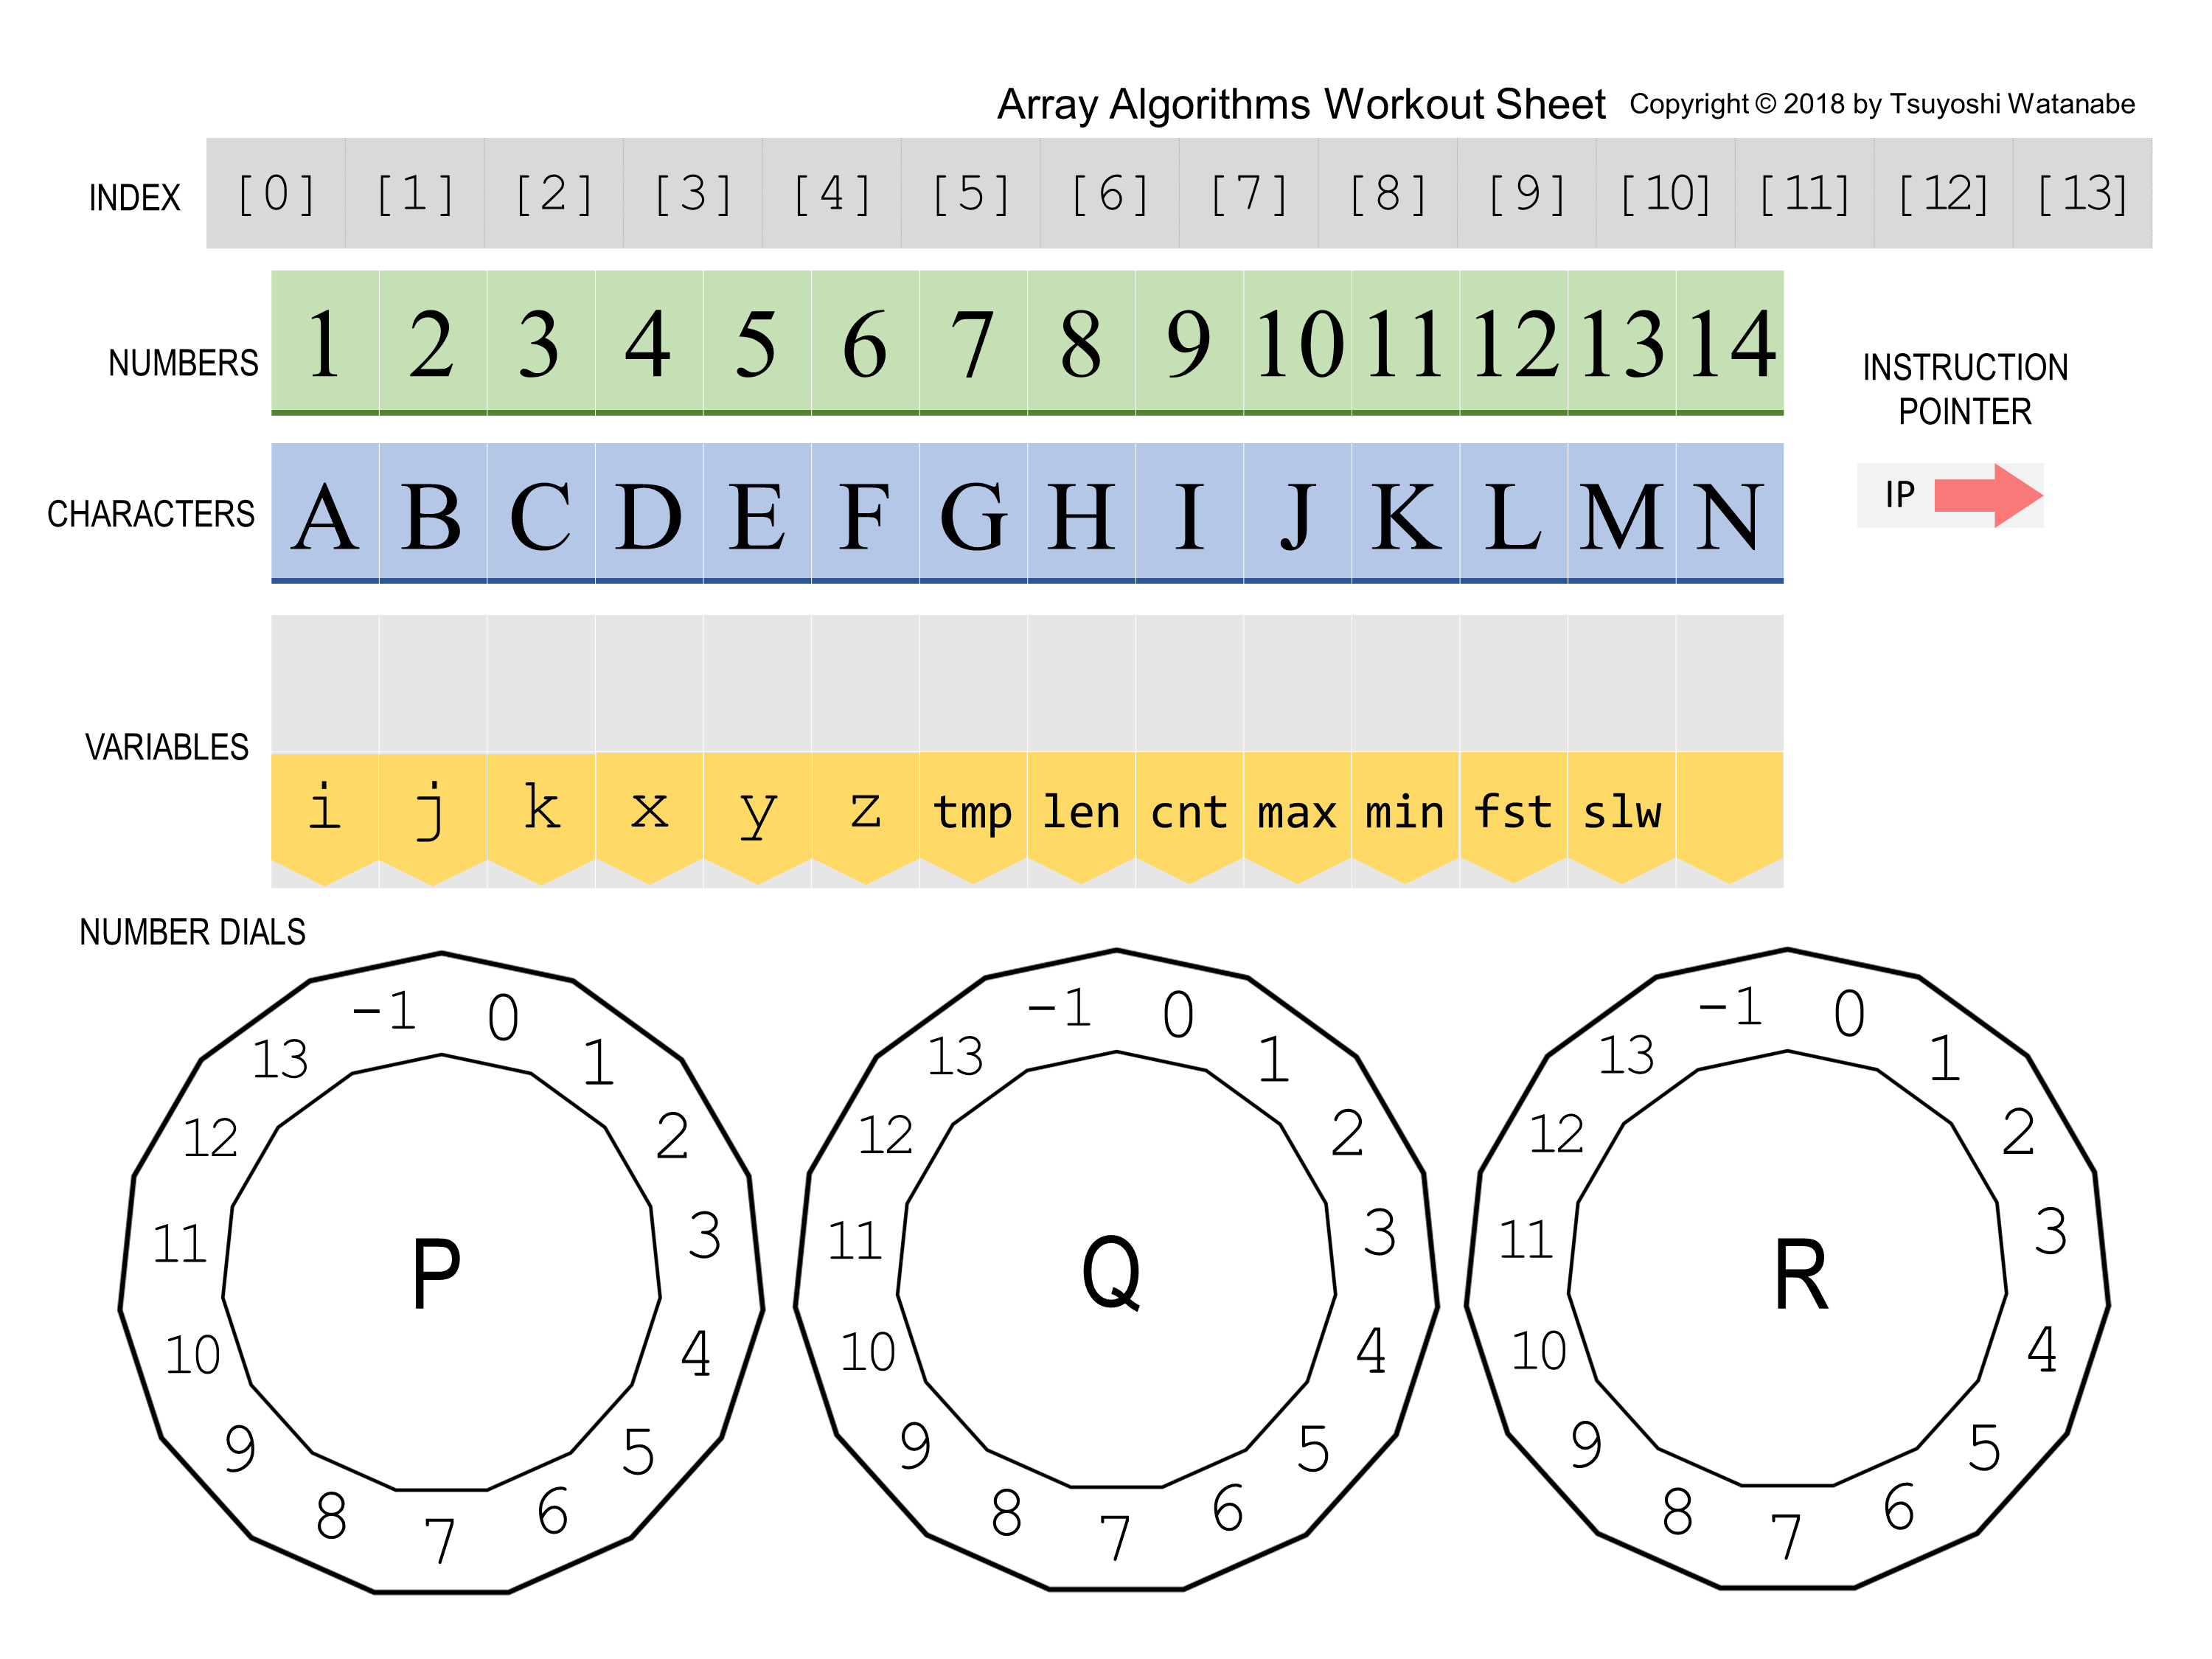 Array Algorithms Workout Sheet Copyright © 2018 by Tsuyoshi Watanabe
INDEX [0] [1] [2] [3] [4] [5] [6] [7] [8] [9] [10] [11] [12] [13]
NUMBERS 1 2 3 4 5 6 7 8 9 10 11 12 13 14
INSTRUCTION
POINTER
CHARACTERS A B C D E F G H I J K L M N
IP
VARIABLES i j k x y z tmp len cnt max min fst slw
NUMBER DIALS
P
-1 0 1 2 3 4 5 6 7 8 9 10 11 12 13
Q
-1 0 1 2 3 4 5 6 7 8 9 10 11 12 13
R
-1 0 1 2 3 4 5 6 7 8 9 10 11 12 13